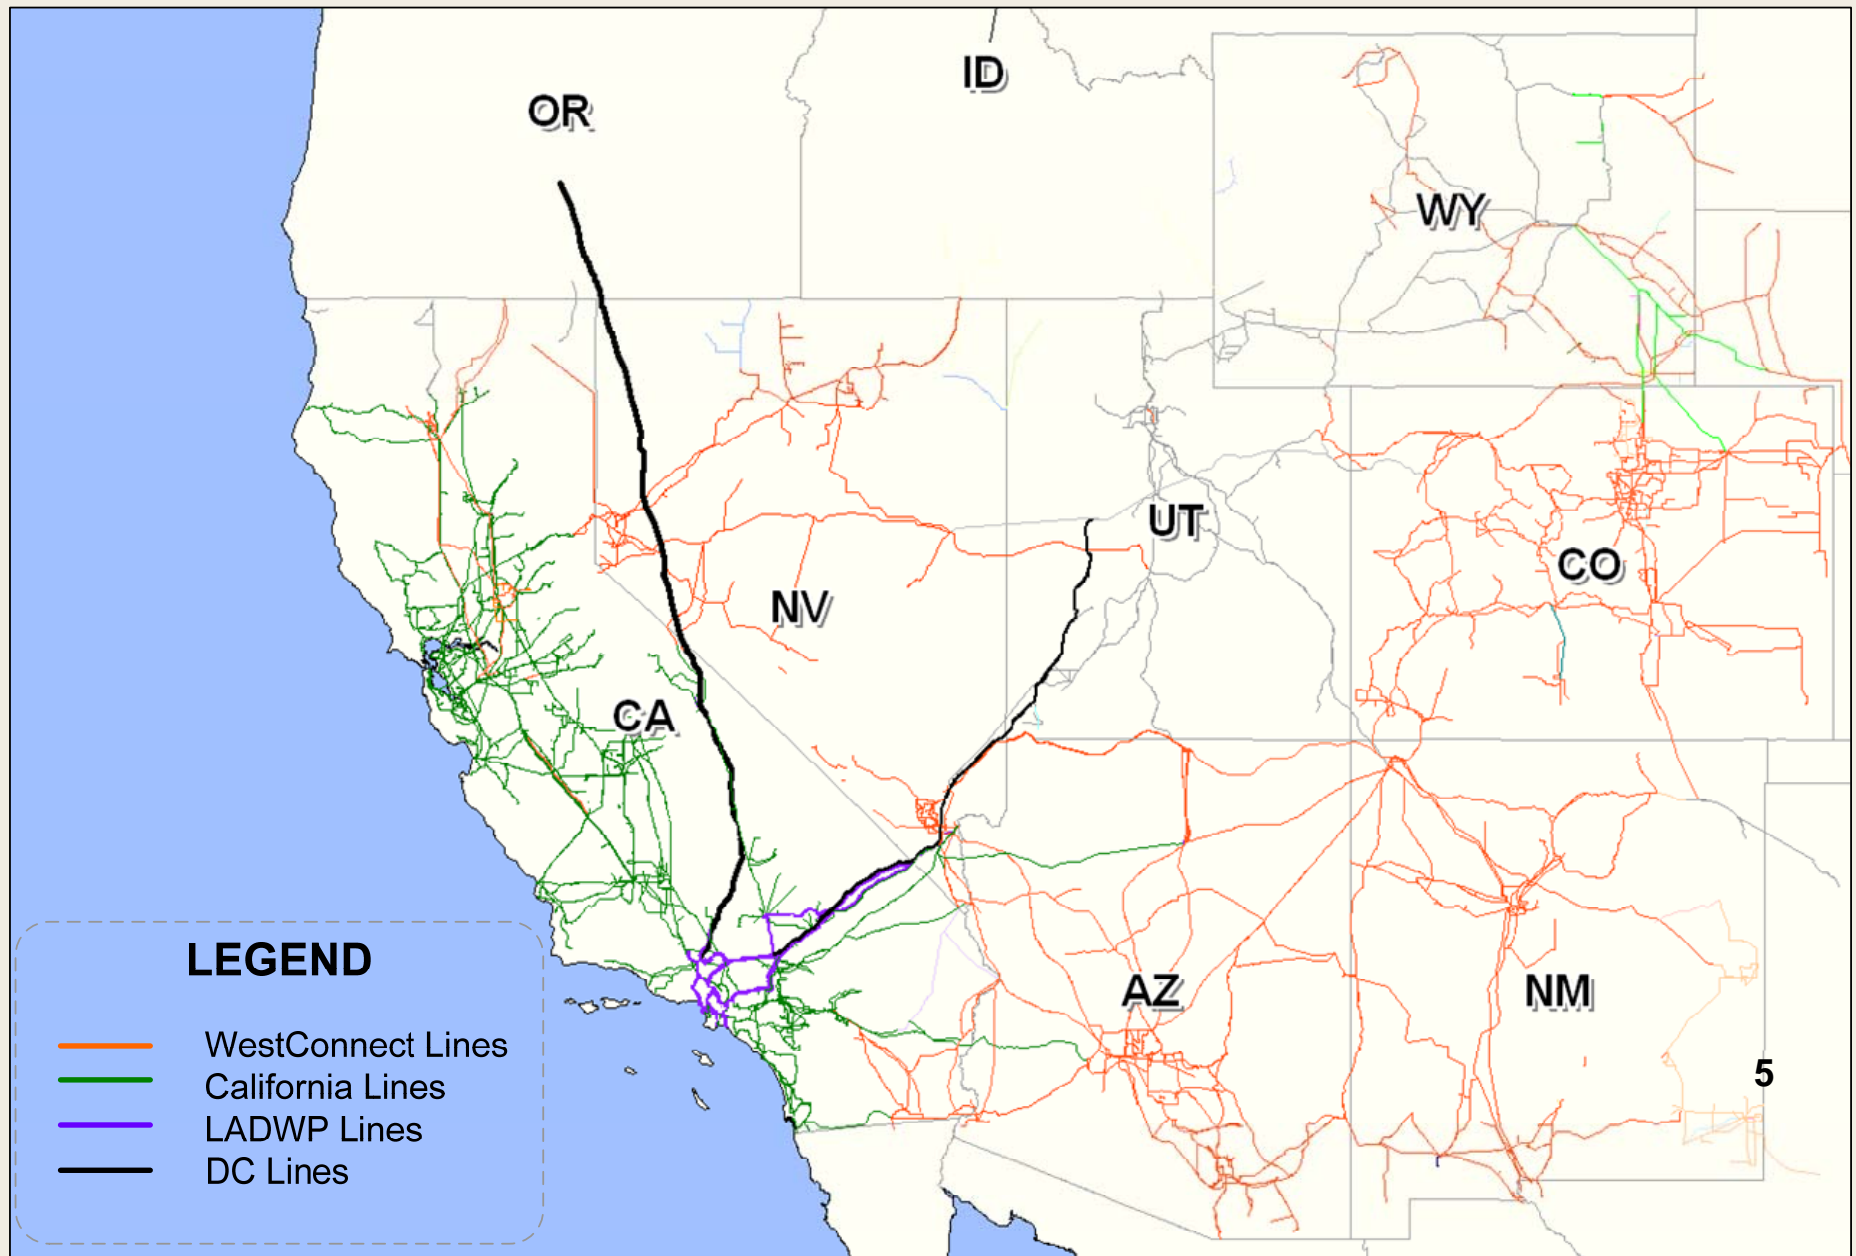 ID
OR
WY
UT
CO
NV
CA
LEGEND
AZ
NM
WestConnect Lines
5
California Lines
LADWP Lines
DC Lines